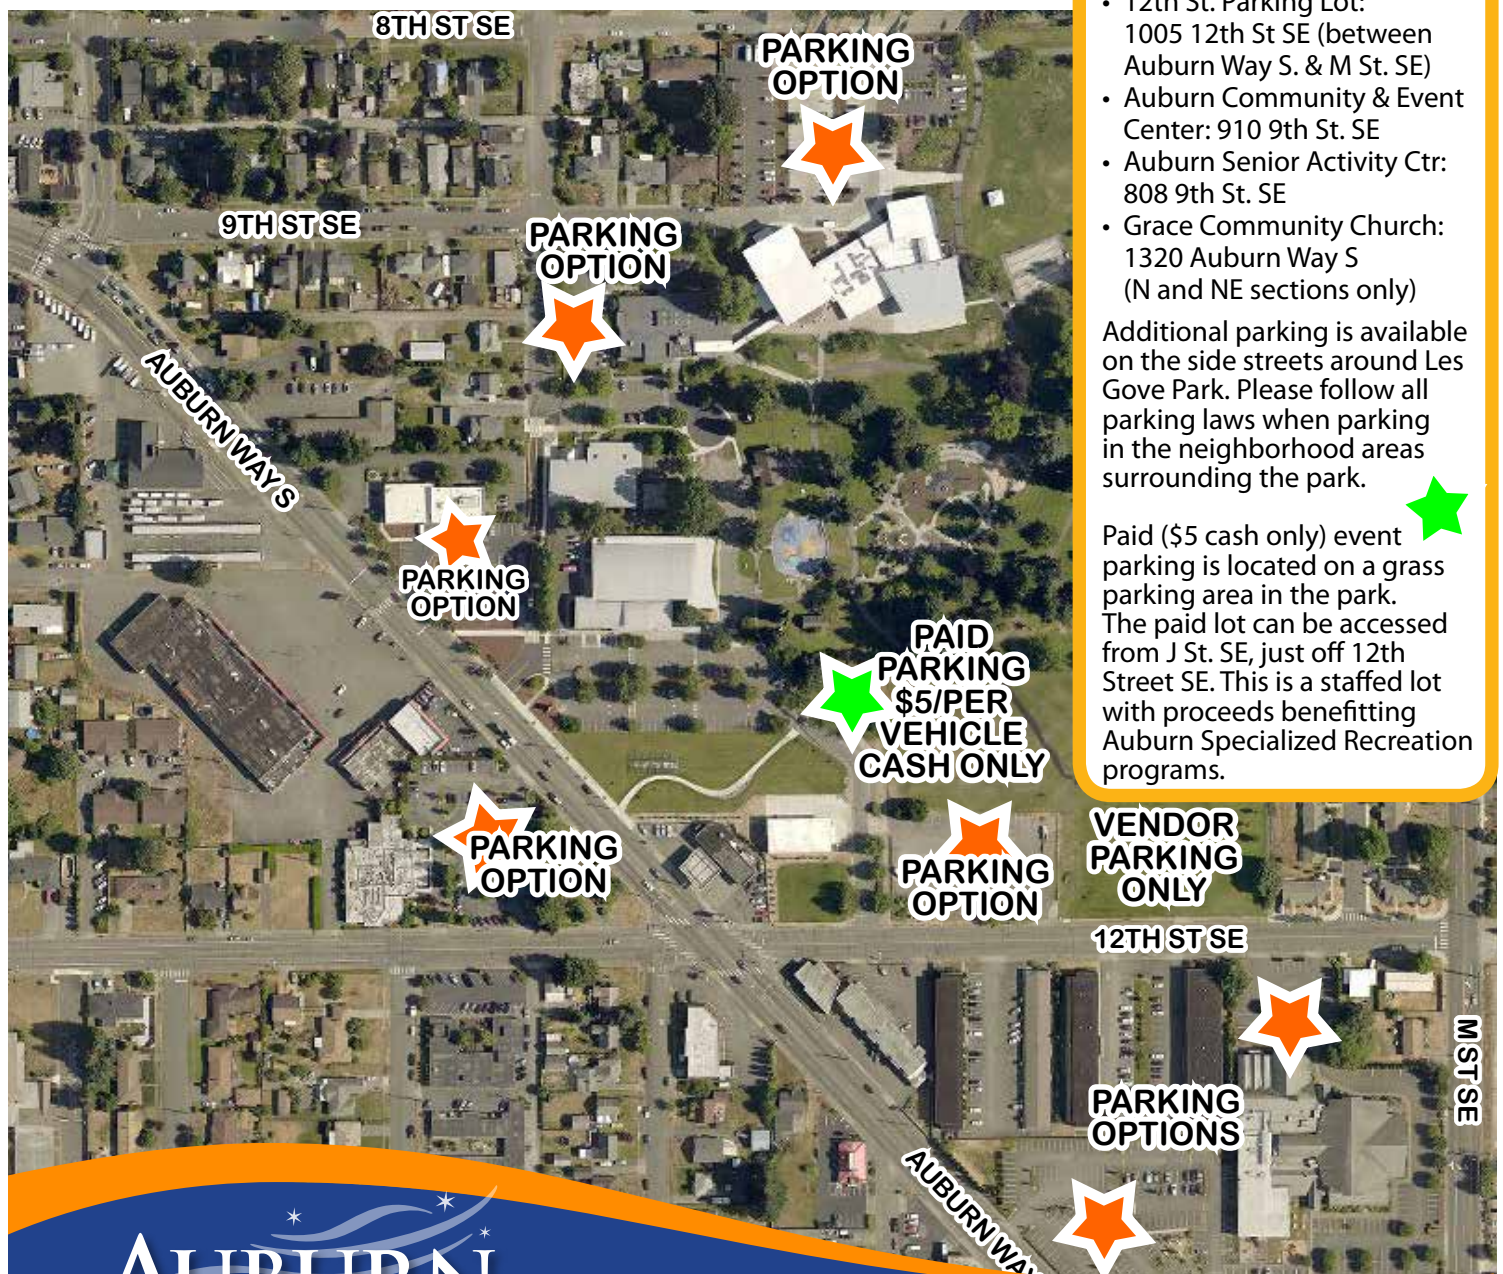 8TH ST SE
PARKING
OPTION
9TH ST SE
PARKING
OPTION
AUBURN WAY S
PARKING
OPTION
PAID
PARKING
$5/PER
VEHICLE
CASH ONLY
PARKING
OPTION
PARKING
OPTION
VENDOR
PARKING
ONLY
12TH ST SE
M ST SE
PARKING
OPTIONS
AUBURN WAY
• 12th St. Parking Lot:
1005 12th St SE (between
Auburn Way S. & M St. SE)
• Auburn Community & Event
Center: 910 9th St. SE
• Auburn Senior Activity Ctr:
808 9th St. SE
• Grace Community Church:
1320 Auburn Way S
(N and NE sections only)
Additional parking is available
on the side streets around Les
Gove Park. Please follow all
parking laws when parking
in the neighborhood areas
surrounding the park.
Paid ($5 cash only) event
parking is located on a grass
parking area in the park.
The paid lot can be accessed
from J St. SE, just off 12th
Street SE. This is a staffed lot
with proceeds benefitting
Auburn Specialized Recreation
programs.
AUBURN